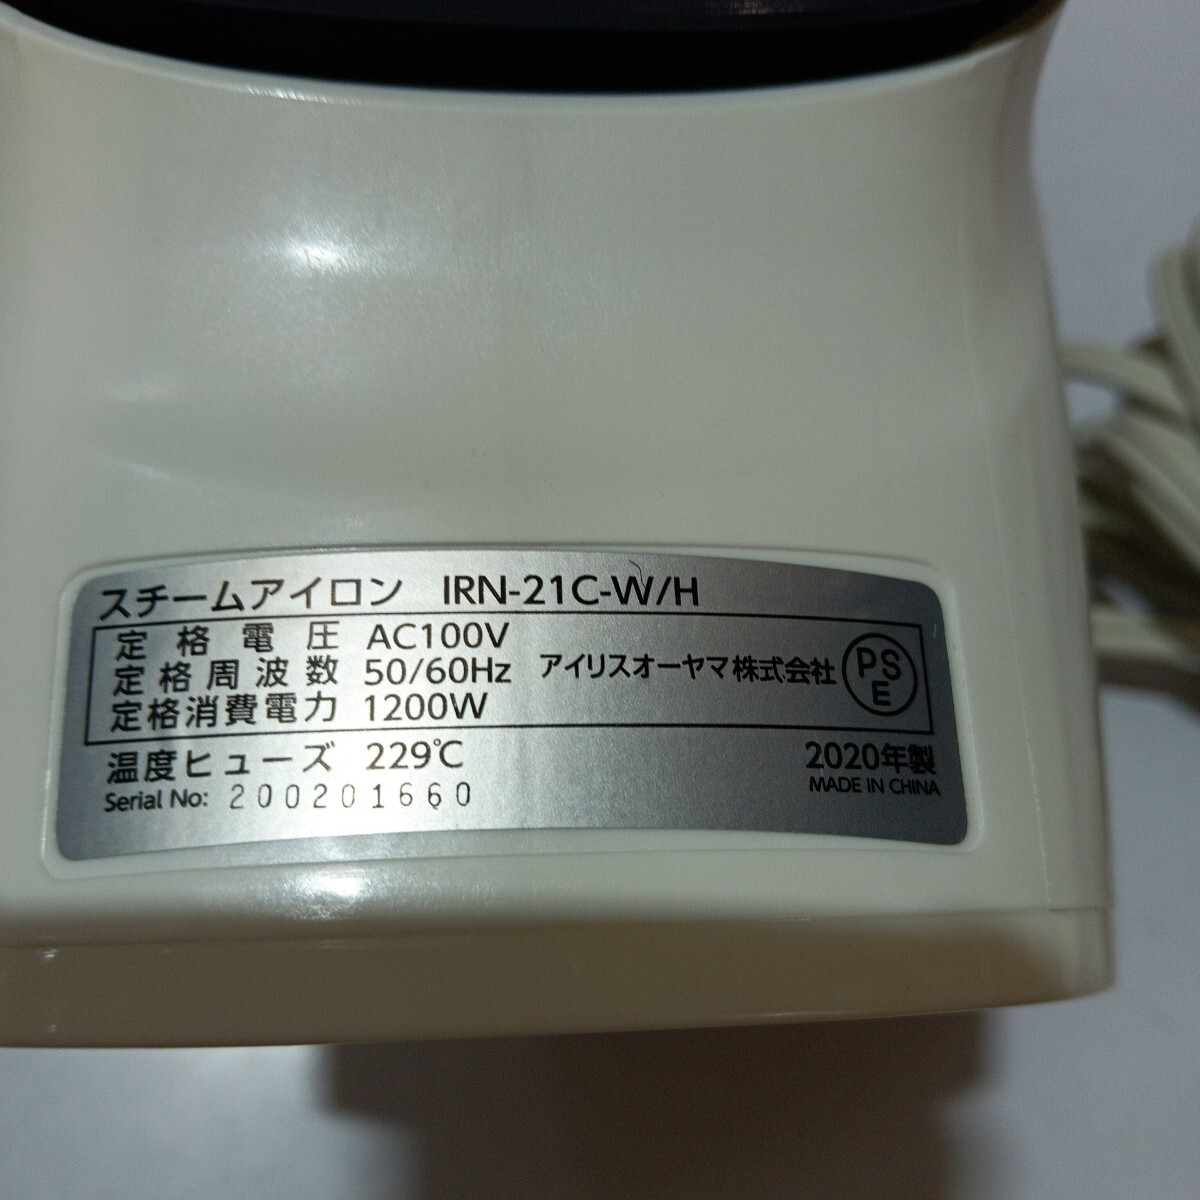 スチームアイロン IRN-21C-W/H
定格電圧 AC100V
定格周波数 50/60Hz アイリスオーヤマ株式会社 PSE
定格消費電力 1200W
温度ヒューズ 229℃ 2020年製
Serial No: 200201660 MADE IN CHINA